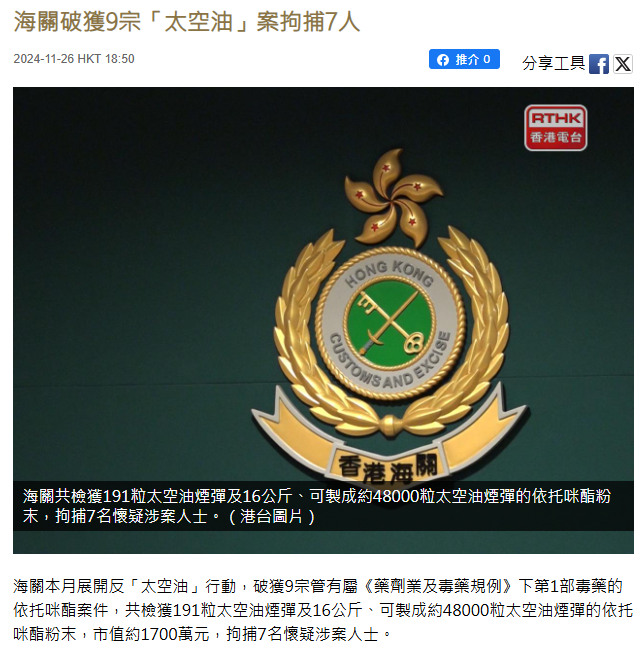 海關破獲9宗「太空油」案拘捕7人
2024-11-26 HKT 18:50
推介 0
分享工具
RTHK
香港電台
HONG KONG
CUSTOMS AND EXCISE
香港海關
海關共檢獲191粒太空油煙彈及16公斤、可製成約48000粒太空油煙彈的依托咪酯粉
末，拘捕7名懷疑涉案人士。（港台圖片）
海關本月展開反「太空油」行動，破獲9宗管有屬《藥劑業及毒藥規例》下第1部毒藥的
依托咪酯案件，共檢獲191粒太空油煙彈及16公斤、可製成約48000粒太空油煙彈的依托
咪酯粉末，市值約1700萬元，拘捕7名懷疑涉案人士。